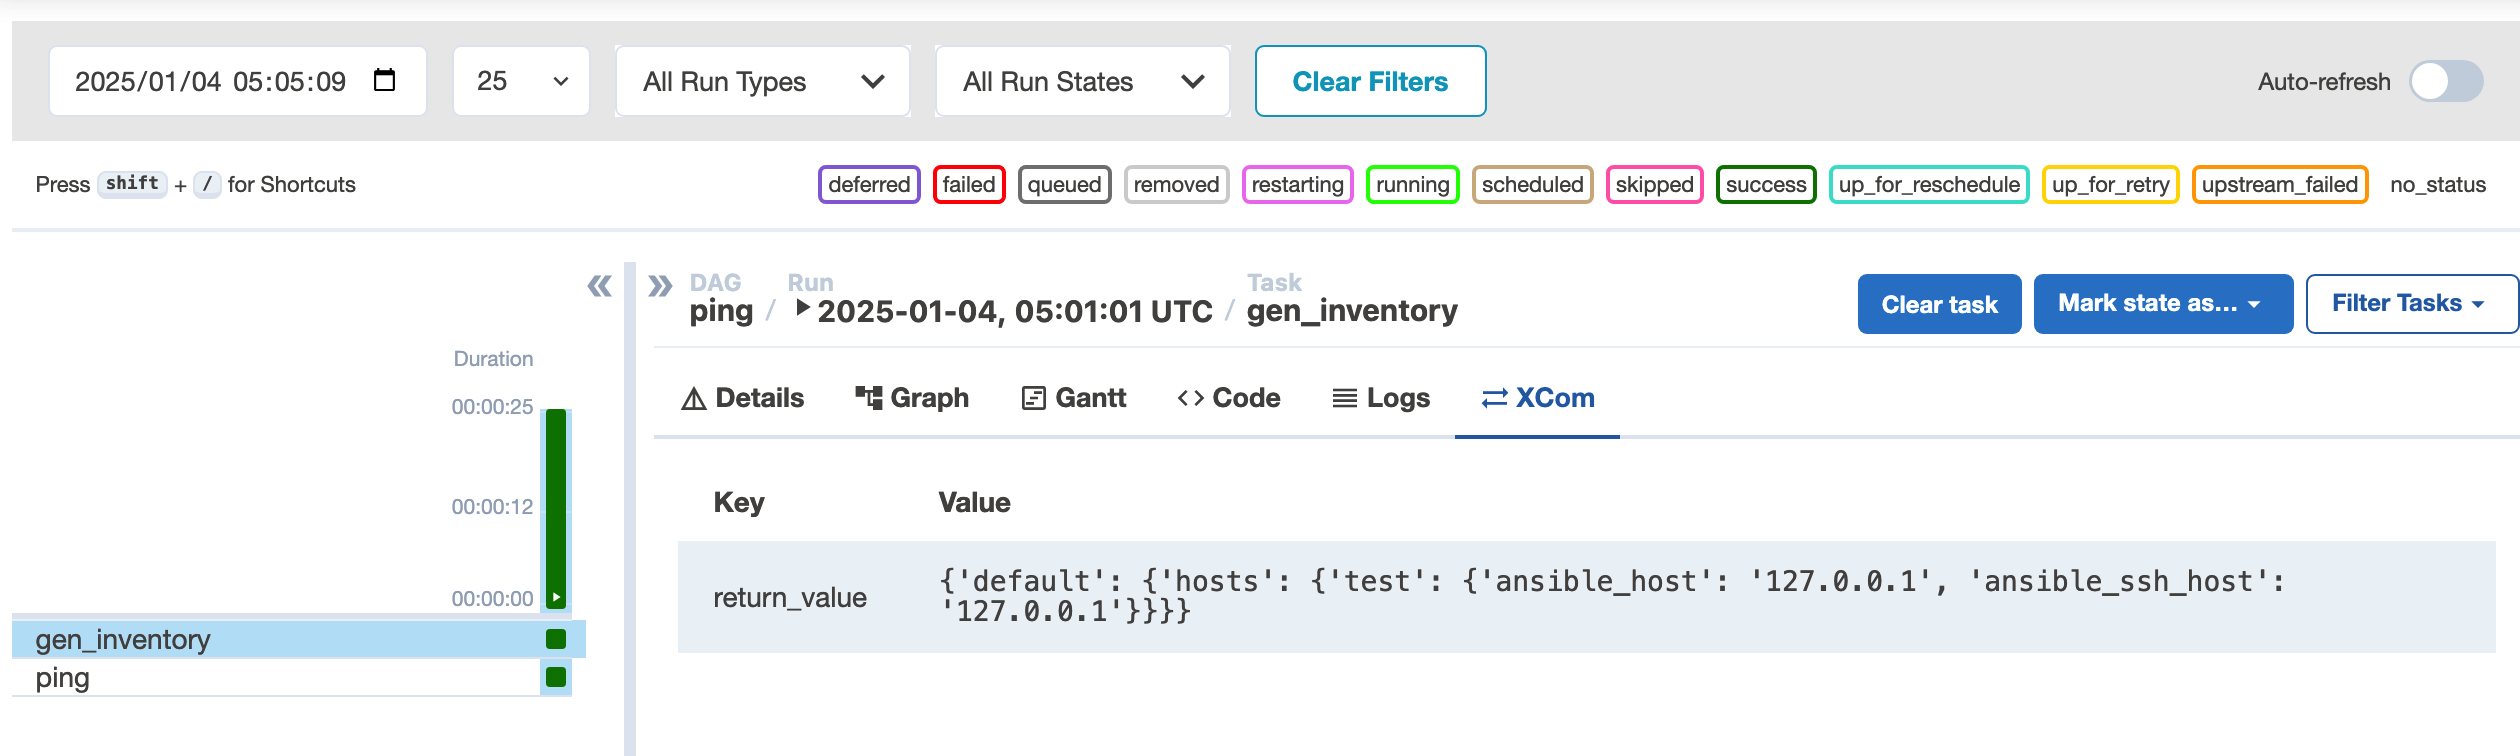 2025/01/04 05:05:09 25 All Run Types All Run States Clear Filters Auto-refresh
Press shift + / for Shortcuts deferred failed queued removed restarting running scheduled skipped success up_for_reschedule up_for_retry upstream_failed no_status
DAG Run Task
ping / 2025-01-04, 05:01:01 UTC / gen_inventory
Clear task Mark state as... Filter Tasks
Duration
00:00:25
00:00:12
00:00:00
gen_inventory
ping
Details Graph Gantt Code Logs XCom
Key Value
return_value {'default': {'hosts': {'test': {'ansible_host': '127.0.0.1', 'ansible_ssh_host':
'127.0.0.1'}}}}